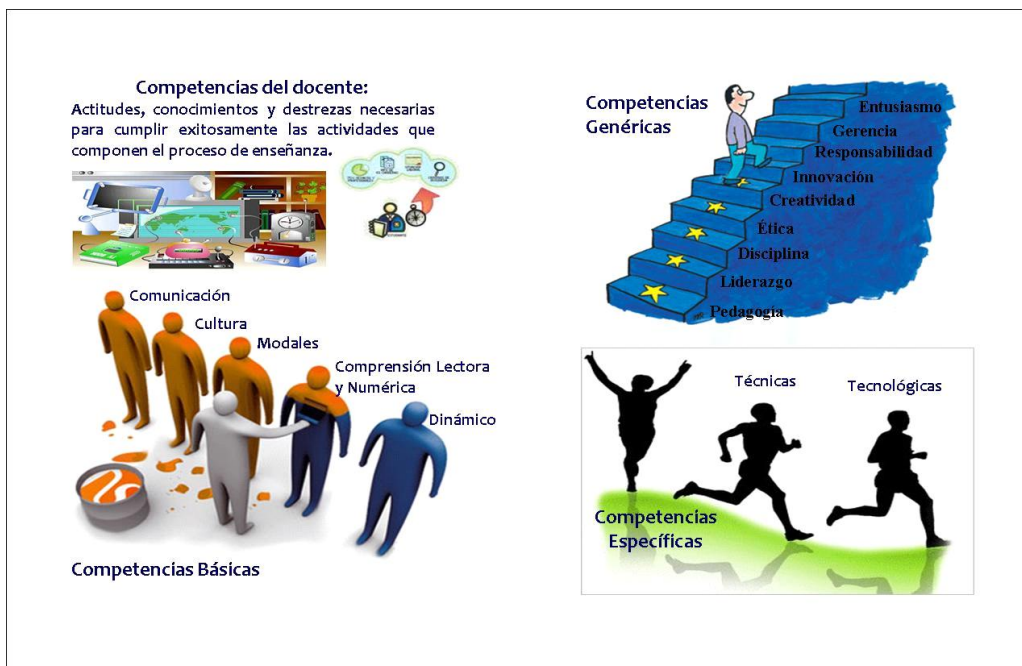 Competencias del docente:
Actitudes, conocimientos y destrezas necesarias
para cumplir exitosamente las actividades que
componen el proceso de enseñanza.
Comunicación
Cultura
Modales
Comprensión Lectora
y Numérica
Dinámico
Competencias Básicas
Competencias
Genéricas
Entusiasmo
Gerencia
Responsabilidad
Innovación
Creatividad
Ética
Disciplina
Liderazgo
Pedagogía
Técnicas
Tecnológicas
Competencias
Específicas